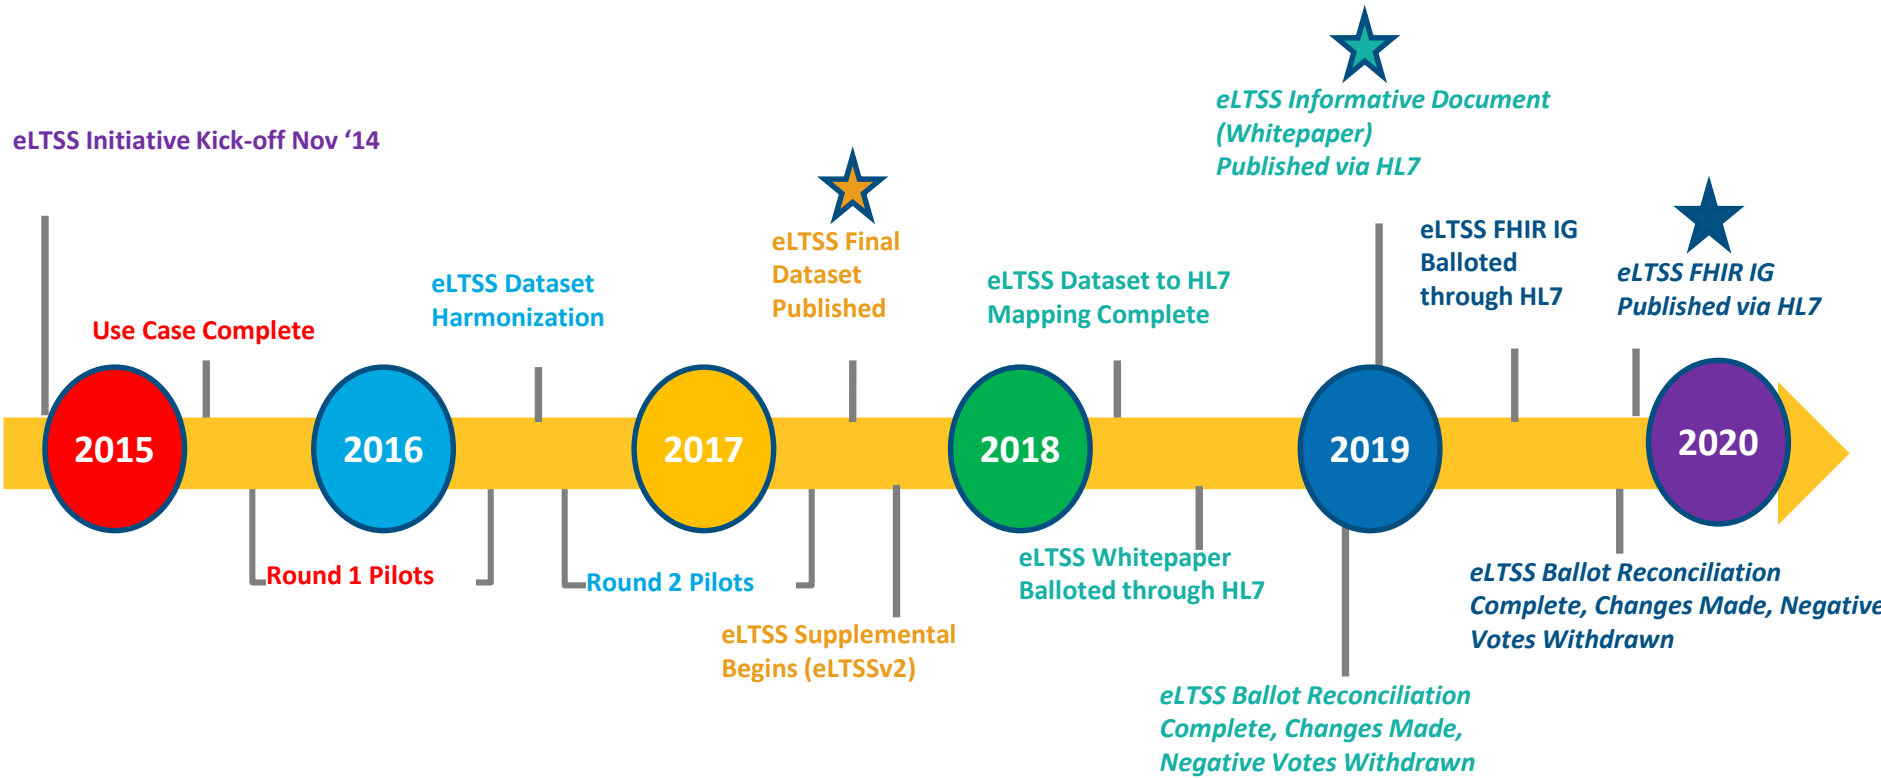 eLTSS Initiative Kick-off Nov ‘14
Use Case Complete
eLTSS Dataset
Harmonization
eLTSS Final
Dataset
Published
eLTSS Dataset to HL7
Mapping Complete
eLTSS Informative Document
(Whitepaper)
Published via HL7
eLTSS FHIR IG
Balloted
through HL7
eLTSS FHIR IG
Published via HL7
2015
2016
2017
2018
2019
2020
Round 1 Pilots
Round 2 Pilots
eLTSS Supplemental
Begins (eLTSSv2)
eLTSS Whitepaper
Balloted through HL7
eLTSS Ballot Reconciliation
Complete, Changes Made,
Negative Votes Withdrawn
eLTSS Ballot Reconciliation
Complete, Changes Made, Negative
Votes Withdrawn